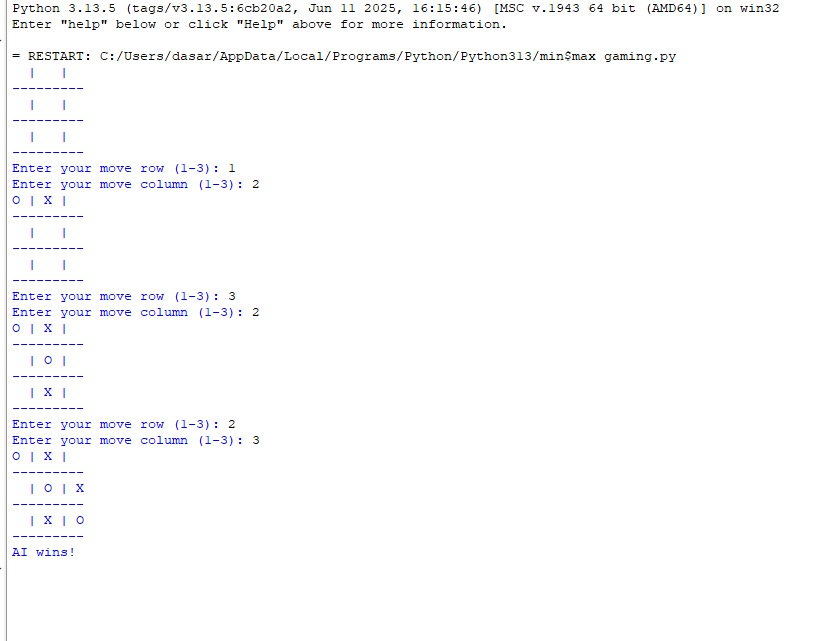 Python 3.13.5 (tags/v3.13.5:6cb20a2, Jun 11 2025, 16:15:46) [MSC v.1943 64 bit (AMD64)] on win32
Enter "help" below or click "Help" above for more information.
= RESTART: C:/Users/dasar/AppData/Local/Programs/Python/Python313/min$max gaming.py
  |   |
---------
  |   |
---------
  |   |
---------
Enter your move row (1-3): 1
Enter your move column (1-3): 2
O | X |
---------
  |   |
---------
  |   |
---------
Enter your move row (1-3): 3
Enter your move column (1-3): 2
O | X |
---------
  | O |
---------
  | X |
---------
Enter your move row (1-3): 2
Enter your move column (1-3): 3
O | X |
---------
  | O | X
---------
  | X | O
---------
AI wins!